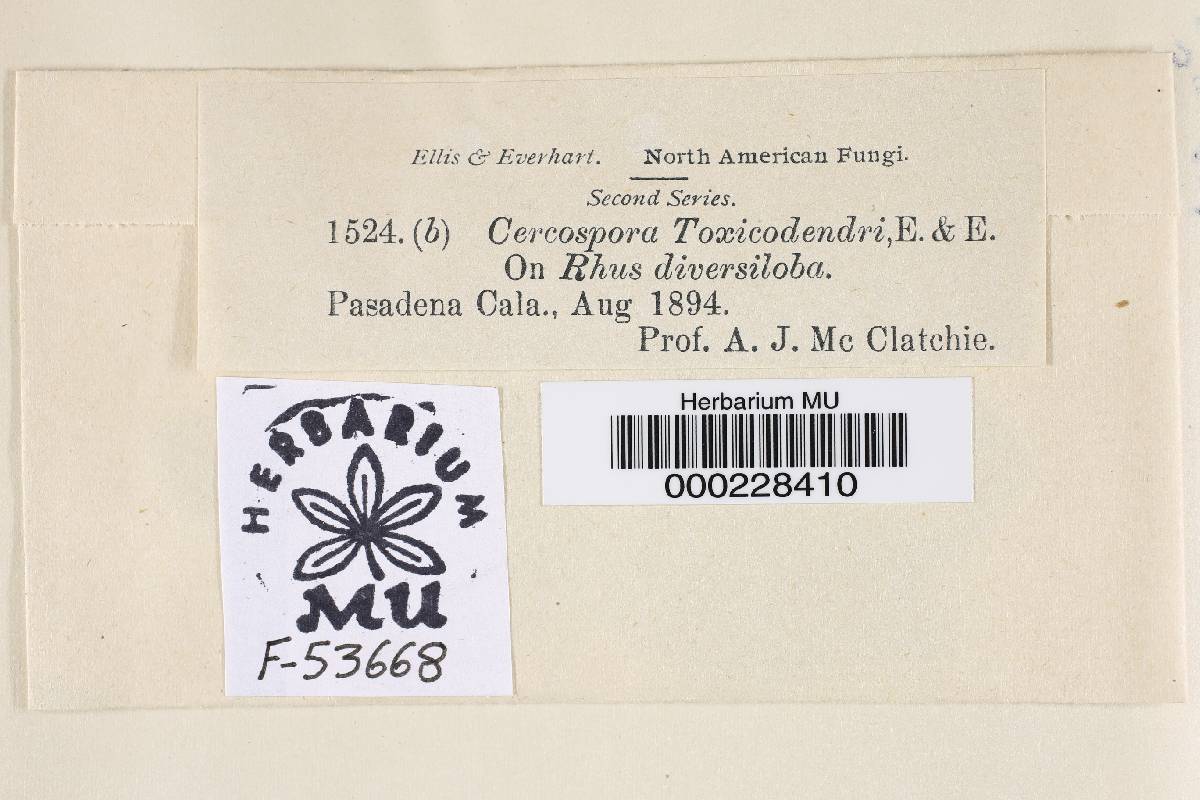 Ellis & Everhart. North American Fungi.
Second Series.
1524. (b) Cercospora Toxicodendri, E. & E.
On Rhus diversiloba.
Pasadena Cala., Aug 1894.
Prof. A. J. Mc Clatchie.
HERBARIUM
MU
F-53668
Herbarium MU
000228410